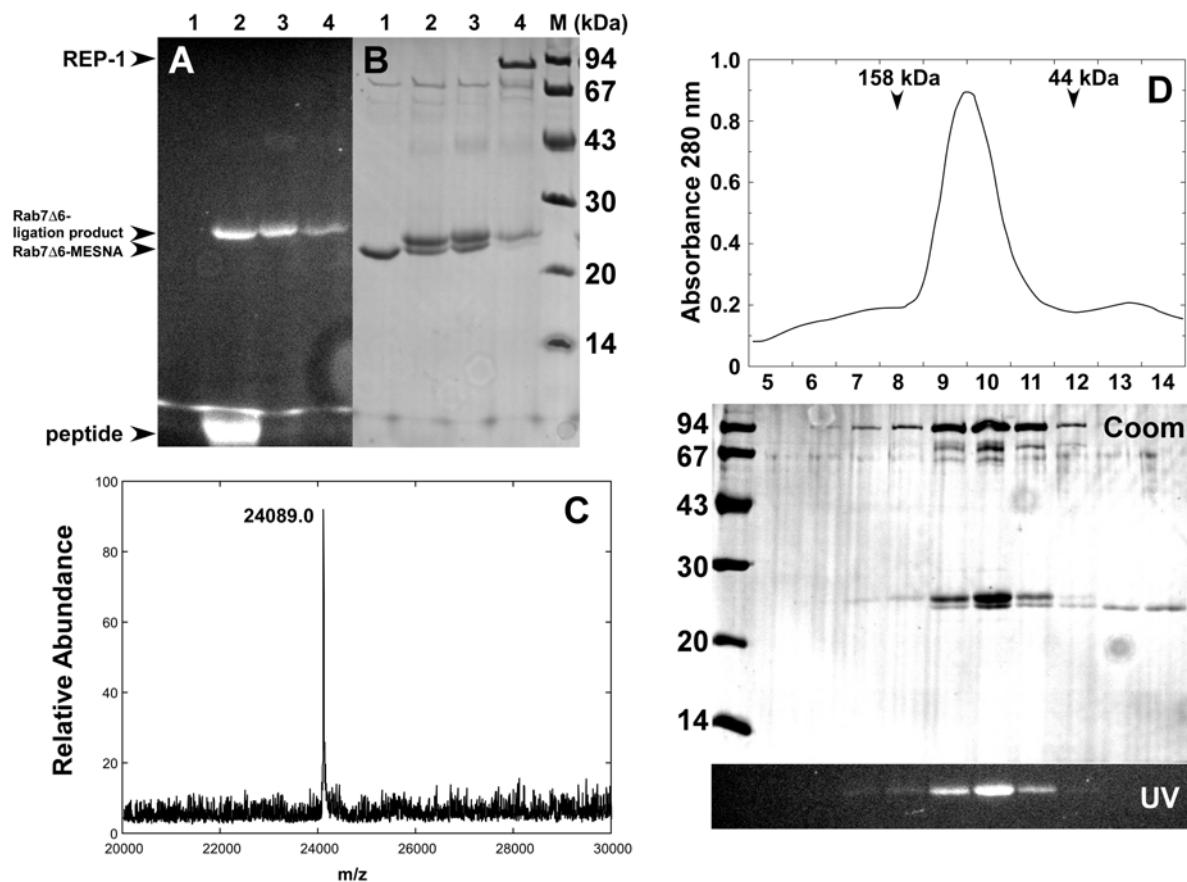 1 2 3 4 1 2 3 4 M (kDa)
REP-1 A B 94
67
43
30
Rab7Δ6-
ligation product
Rab7Δ6-MESNA
20
14
peptide
C
24089.0
Relative Abundance
100
80
60
40
20
0
20000 22000 24000 26000 28000 30000
m/z
D
158 kDa 44 kDa
Absorbance 280 nm
1.0
0.8
0.6
0.4
0.2
0
5 6 7 8 9 10 11 12 13 14
94 Coom
67
43
30
20
14
UV